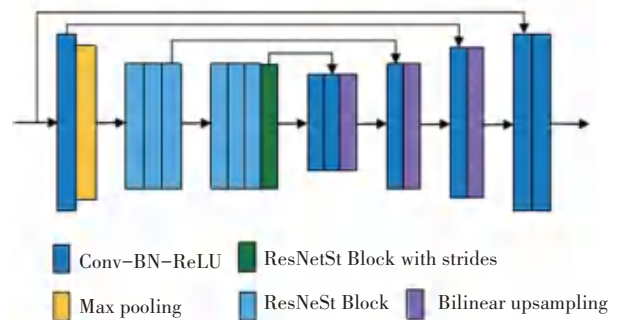 Conv-BN-ReLU
ResNetSt Block with strides
Max pooling
ResNeSt Block
Bilinear upsampling